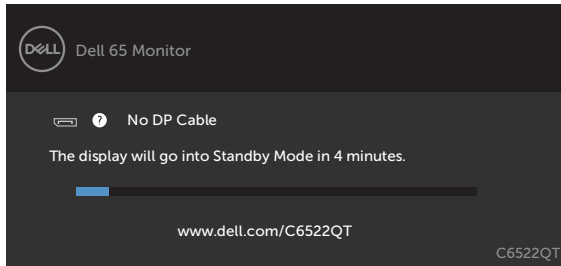 DELL
Dell 65 Monitor
? No DP Cable
The display will go into Standby Mode in 4 minutes.
www.dell.com/C6522QT
C6522QT